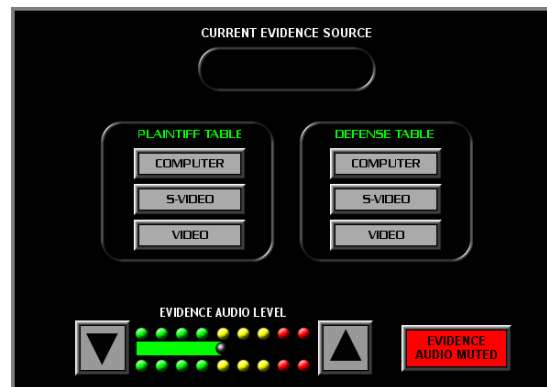 CURRENT EVIDENCE SOURCE
PLAINTIFF TABLE
COMPUTER
S-VIDEO
VIDEO
DEFENSE TABLE
COMPUTER
S-VIDEO
VIDEO
EVIDENCE AUDIO LEVEL
EVIDENCE
AUDIO MUTED